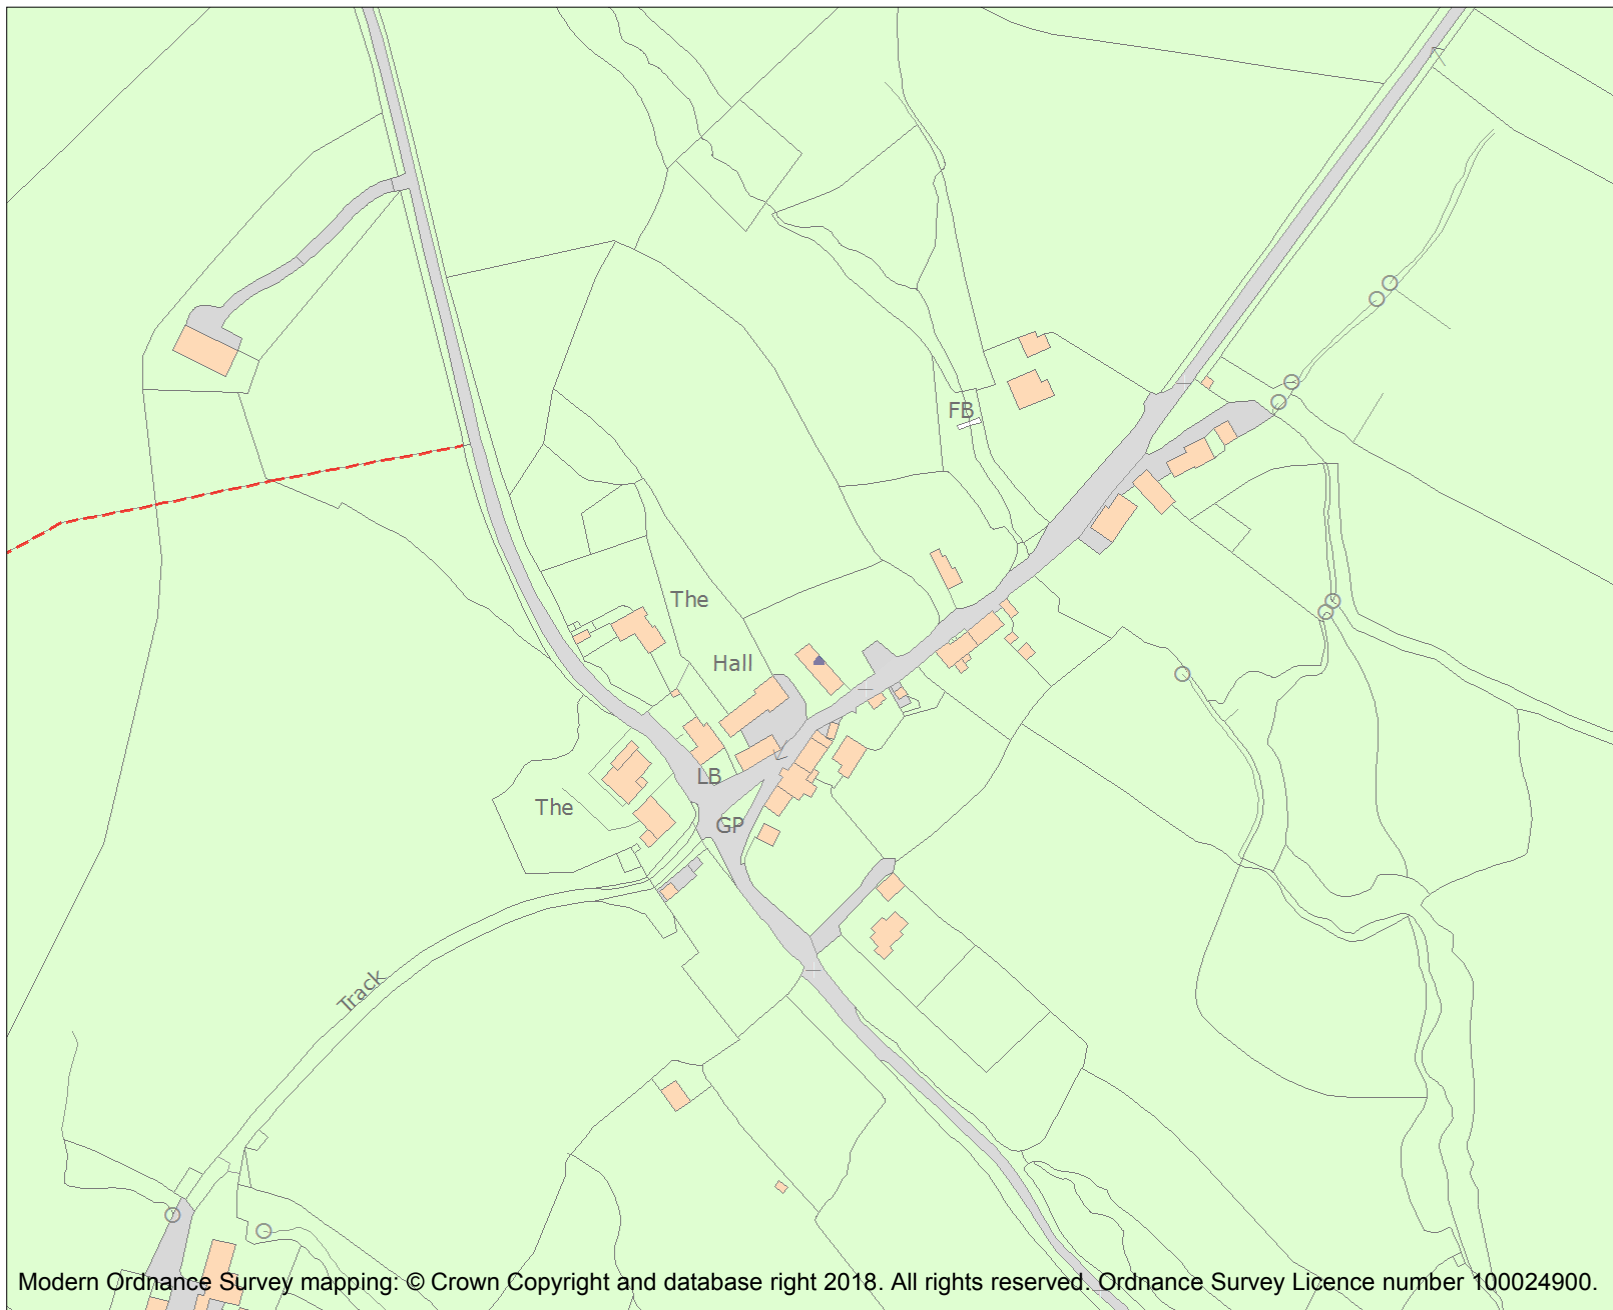 FB
The
Hall
LB
The
GP
Track
Modern Ordnance Survey mapping: © Crown Copyright and database right 2018. All rights reserved. Ordnance Survey Licence number 100024900.